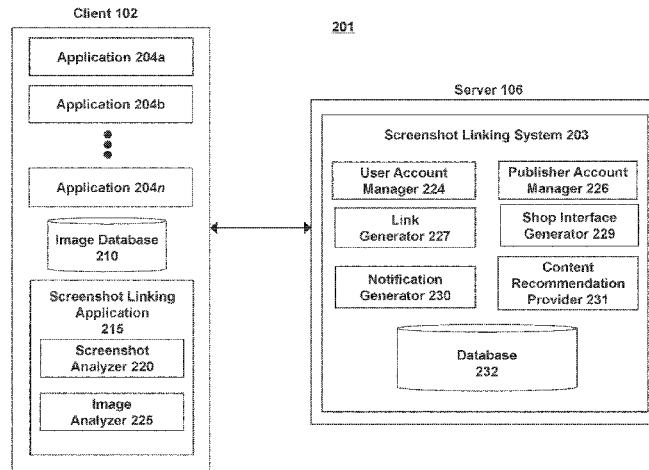 Client 102
201
Application 204a
Application 204b
Application 204n
Image Database
210
Screenshot Linking
Application
215
Screenshot
Analyzer 220
Image
Analyzer 225
Server 106
Screenshot Linking System 203
User Account
Manager 224
Publisher Account
Manager 226
Link
Generator 227
Shop Interface
Generator 229
Notification
Generator 230
Content
Recommendation
Provider 231
Database
232